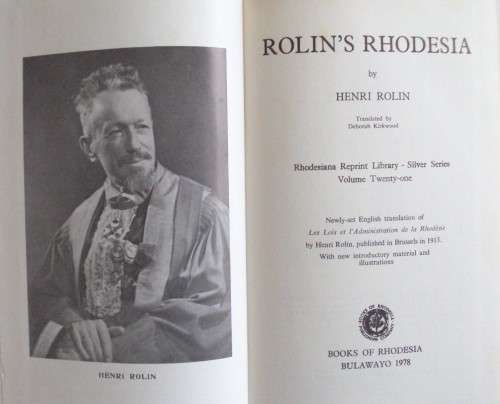 HENRI ROLIN
ROLIN'S RHODESIA
by
HENRI ROLIN
Translated by
Deborah Kirkwood
Rhodesiana Reprint Library - Silver Series
Volume Twenty-one
Newly-set English translation of
Les Lois et l'Administration de la Rhodésie
by Henri Rolin, published in Brussels in 1913.
With new introductory material and
illustrations
BOOKS OF RHODESIA
BULAWAYO 1978